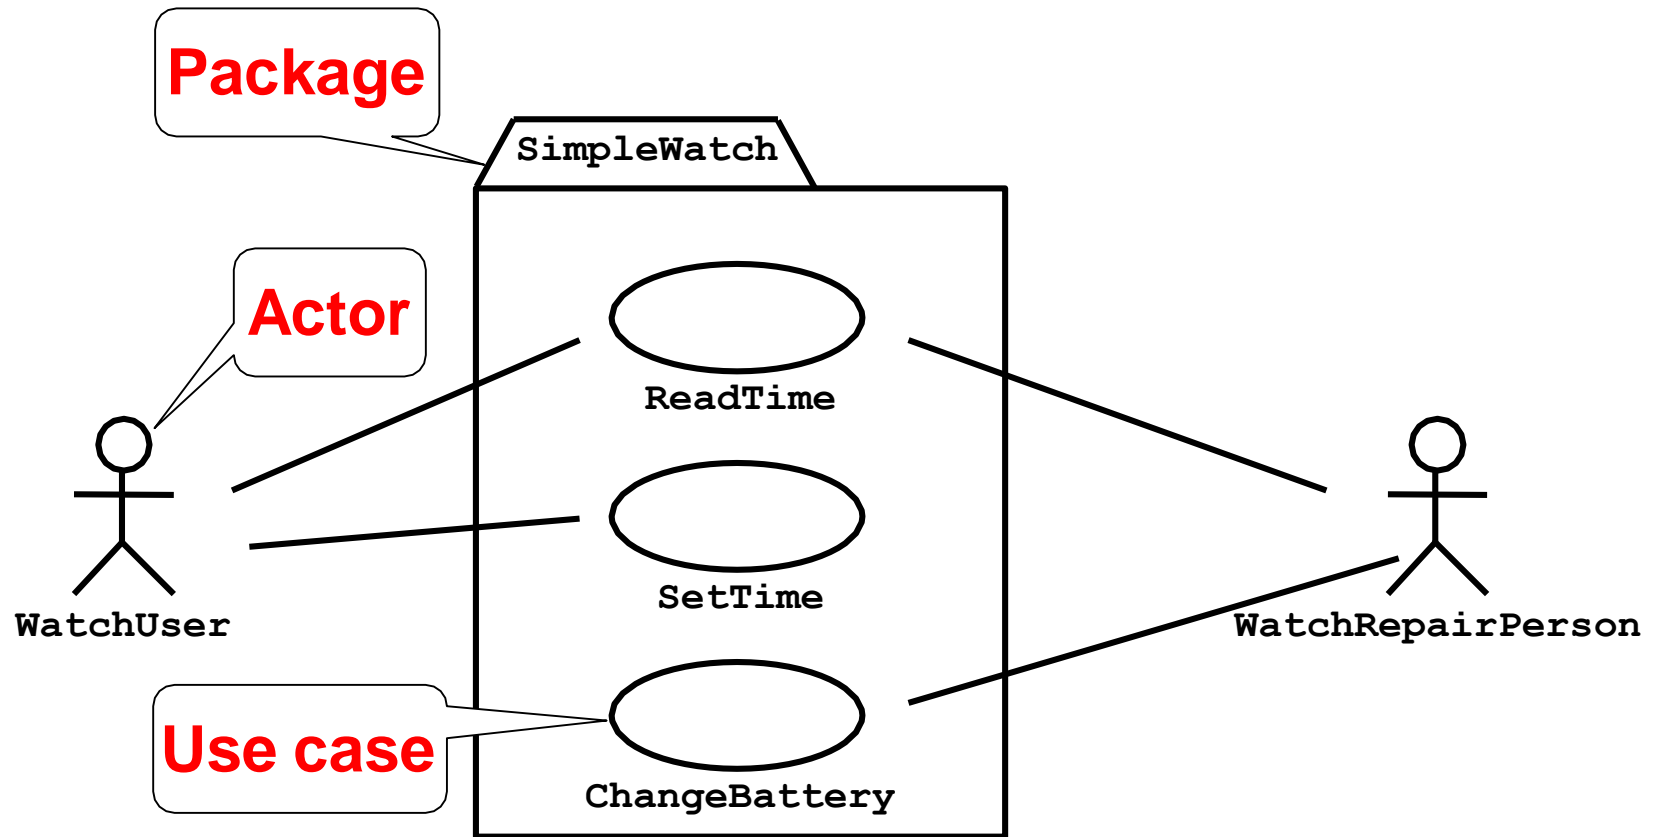 Package
SimpleWatch
Actor
ReadTime
SetTime
WatchUser
WatchRepairPerson
Use case
ChangeBattery